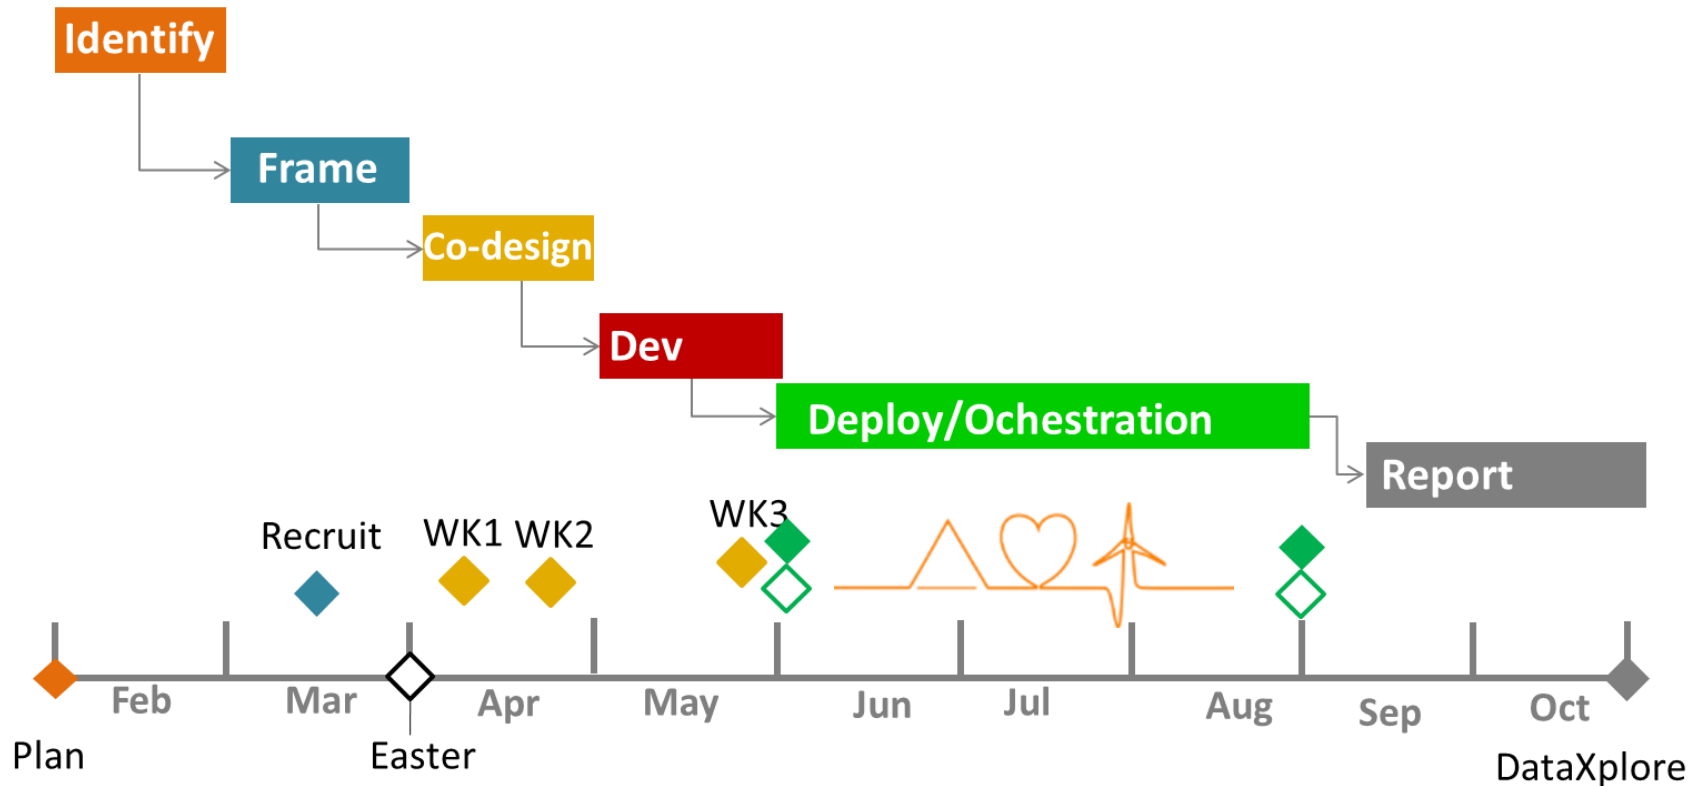 Identify
Frame
Co-design
Dev
Deploy/Ochestration
Report
Recruit
WK1
WK2
WK3
Feb
Mar
Apr
May
Jun
Jul
Aug
Sep
Oct
Plan
Easter
DataXplore